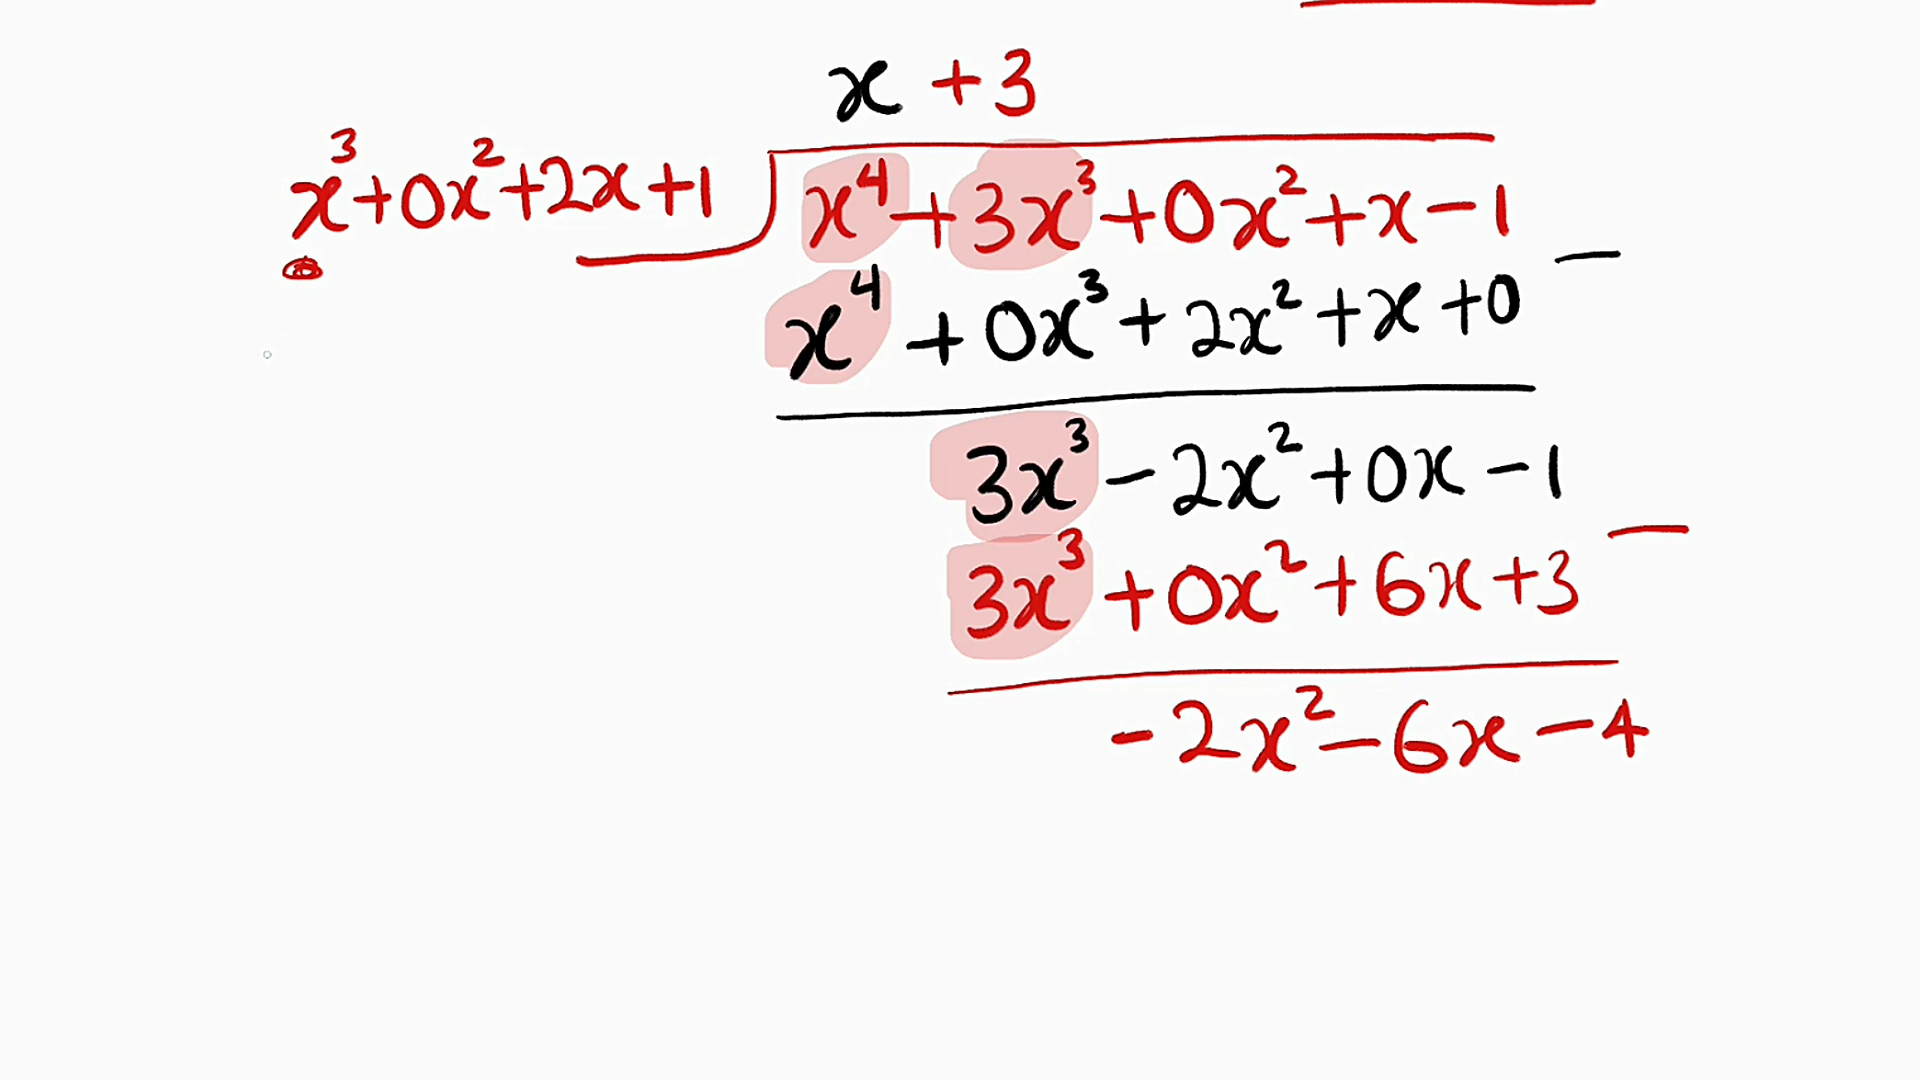 x + 3
x³+0x²+2x+1 x⁴+3x³+0x²+x-1
x⁴ + 0x³ + 2x² + x + 0 -
3x³ - 2x² + 0x - 1
3x³ + 0x² + 6x + 3 -
- 2x² - 6x - 4